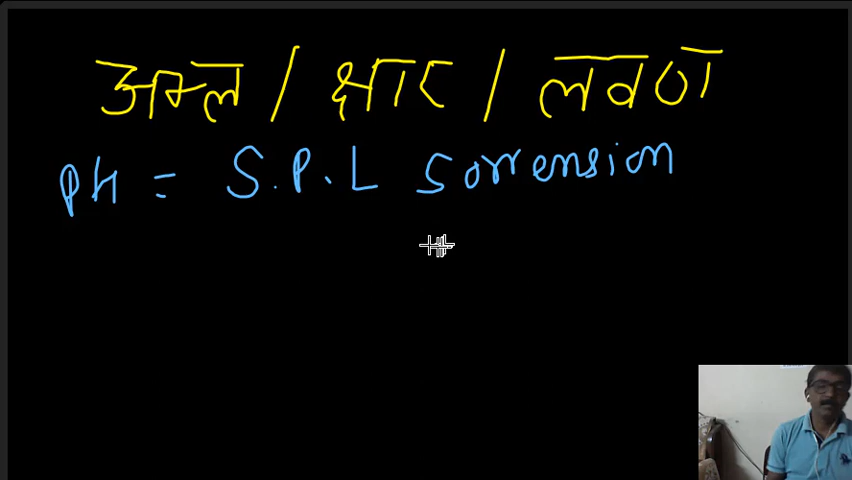 अम्ल / क्षार / लवण
PH = S.P.L Sorrension